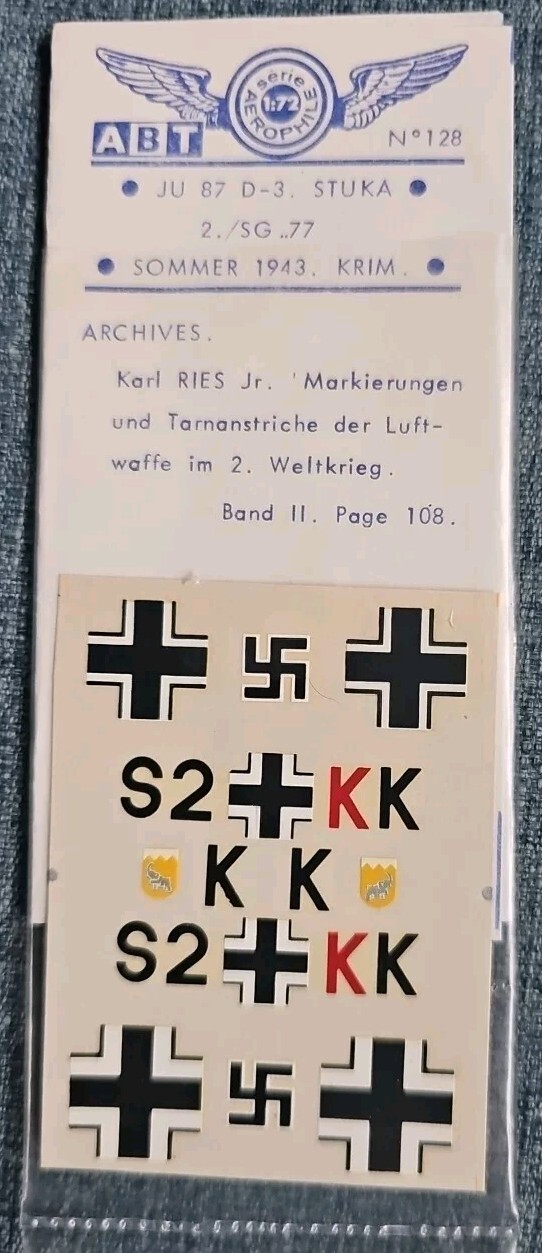 série
1:72
AEROPHILE
ABT
N° 128
JU 87 D-3. STUKA
2./SG..77
SOMMER 1943. KRIM.
ARCHIVES.
Karl RIES Jr. 'Markierungen
und Tarnanstriche der Luft-
waffe im 2. Weltkrieg.
Band II. Page 108.
S2 KK
K K
S2 KK